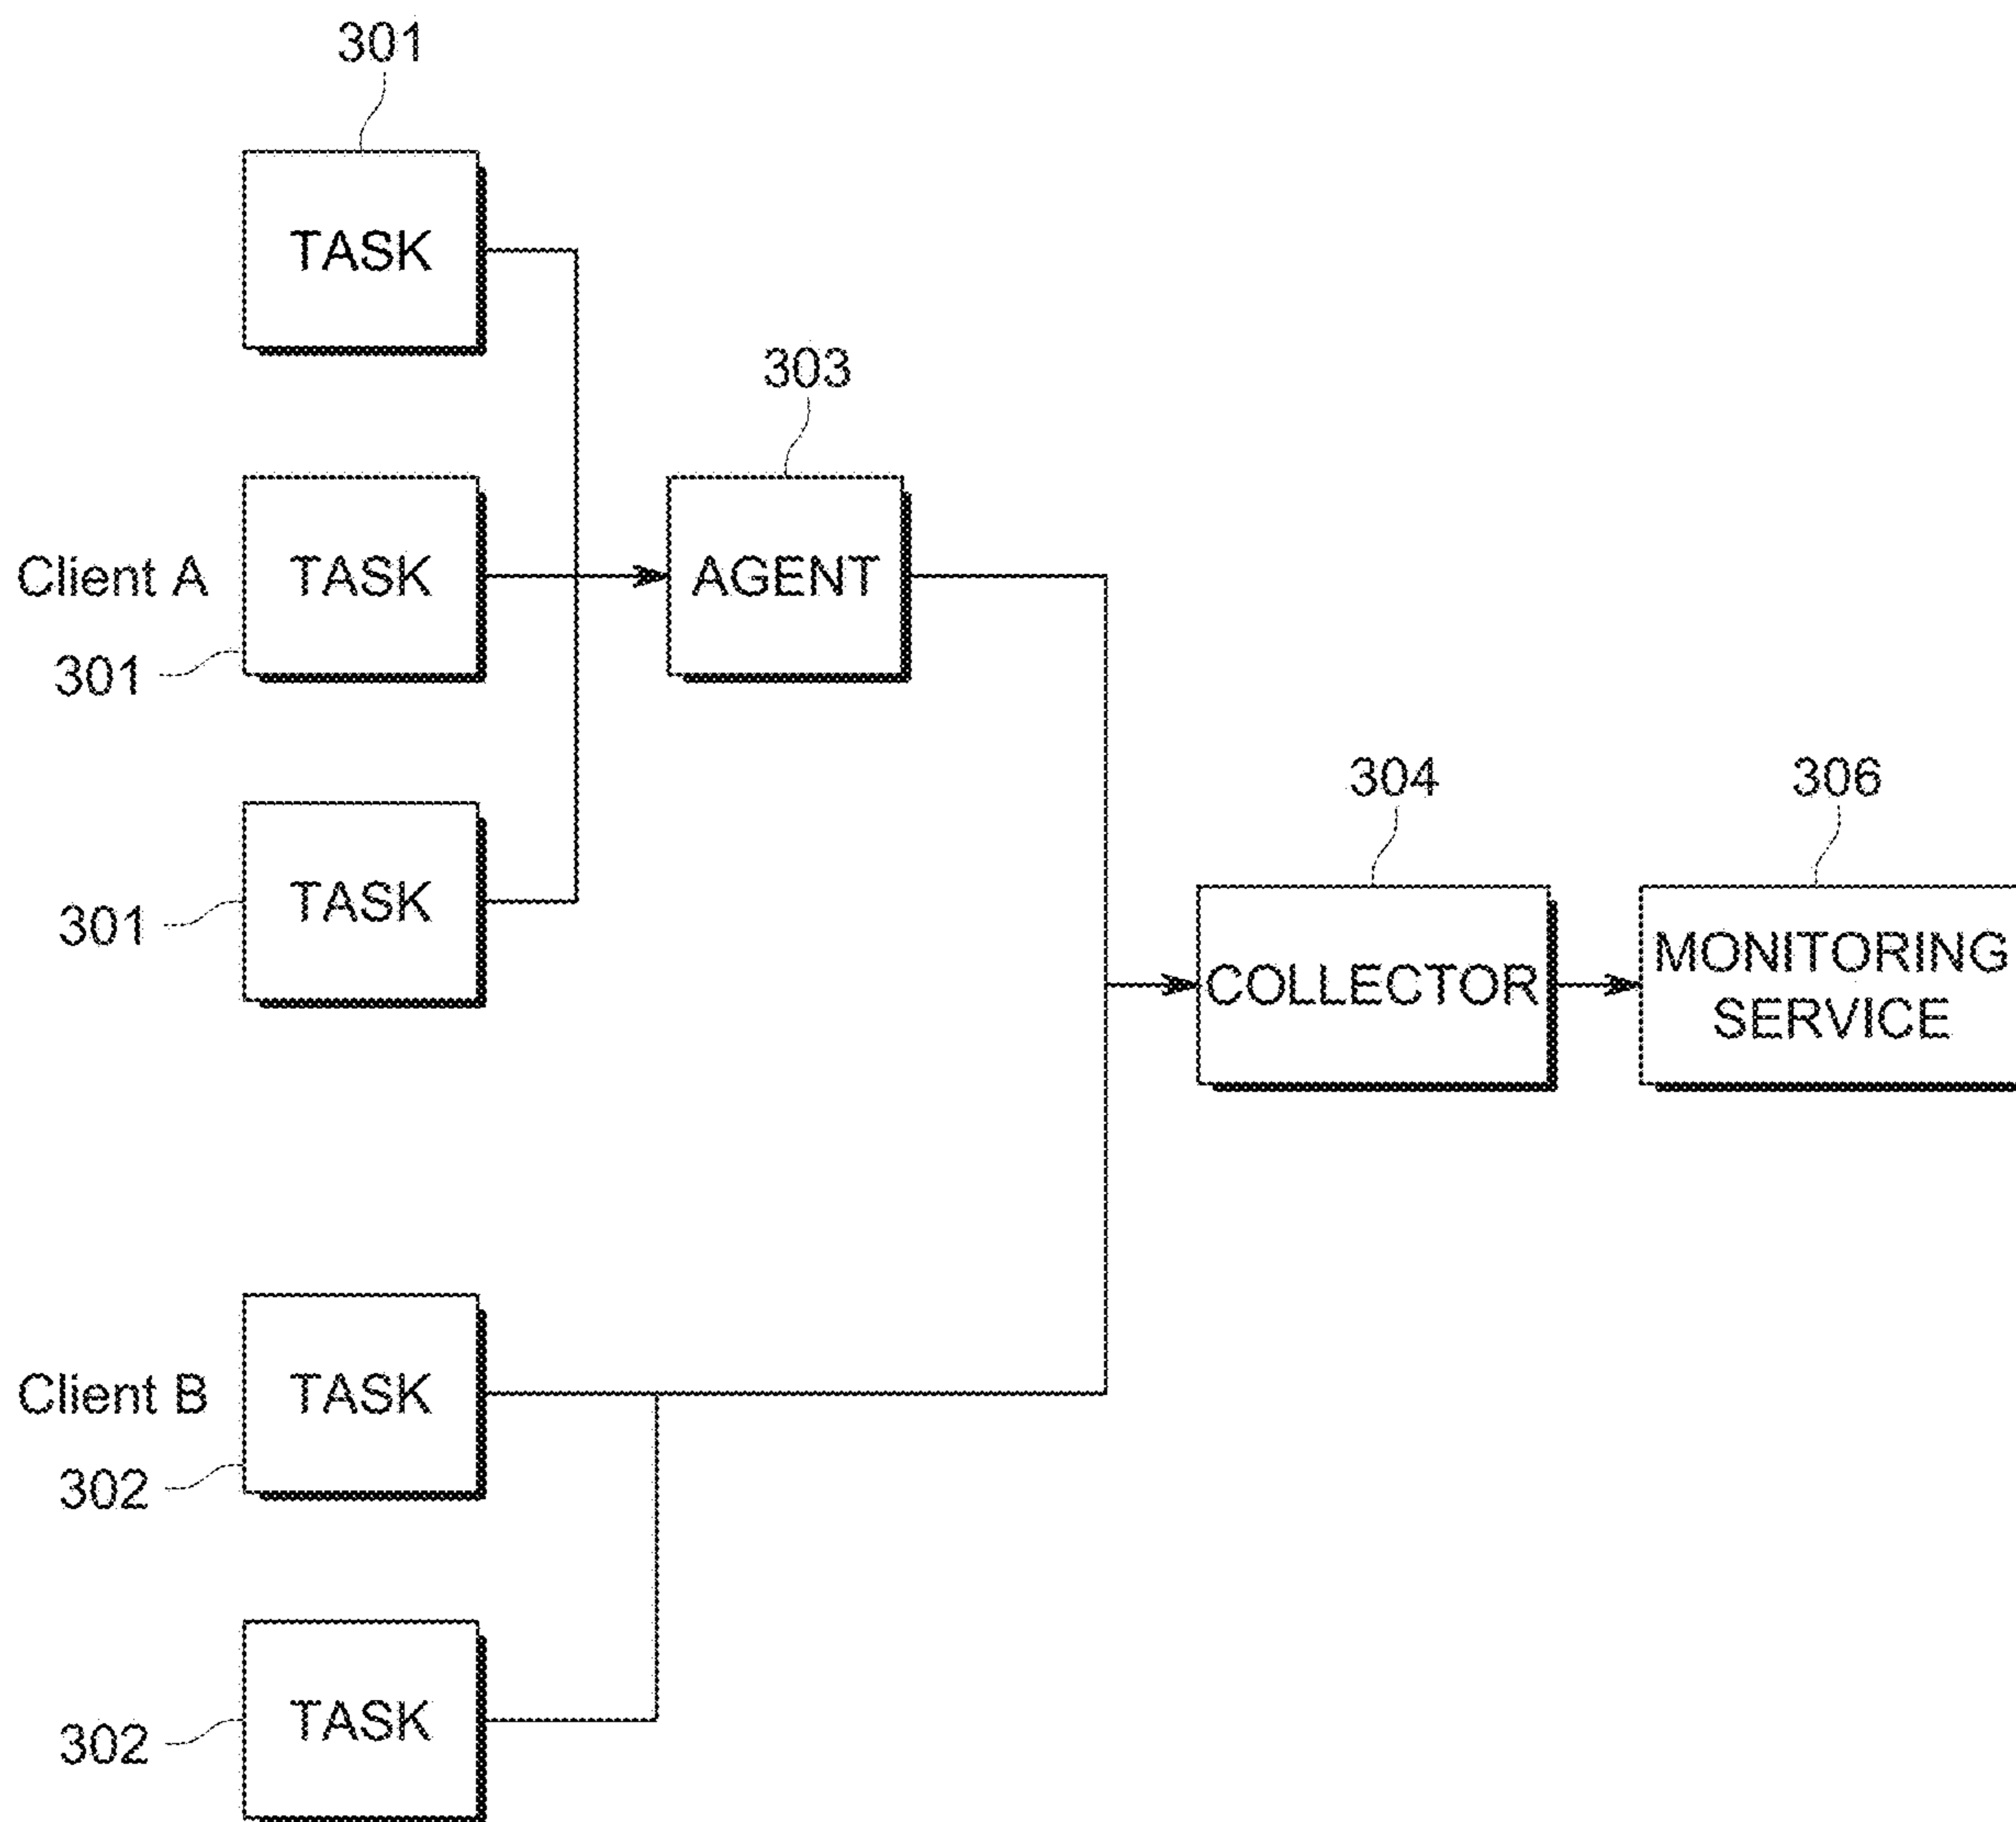 301
TASK
303
Client A
TASK
AGENT
301
304
306
301
TASK
COLLECTOR
MONITORING
SERVICE
Client B
TASK
302
TASK
302